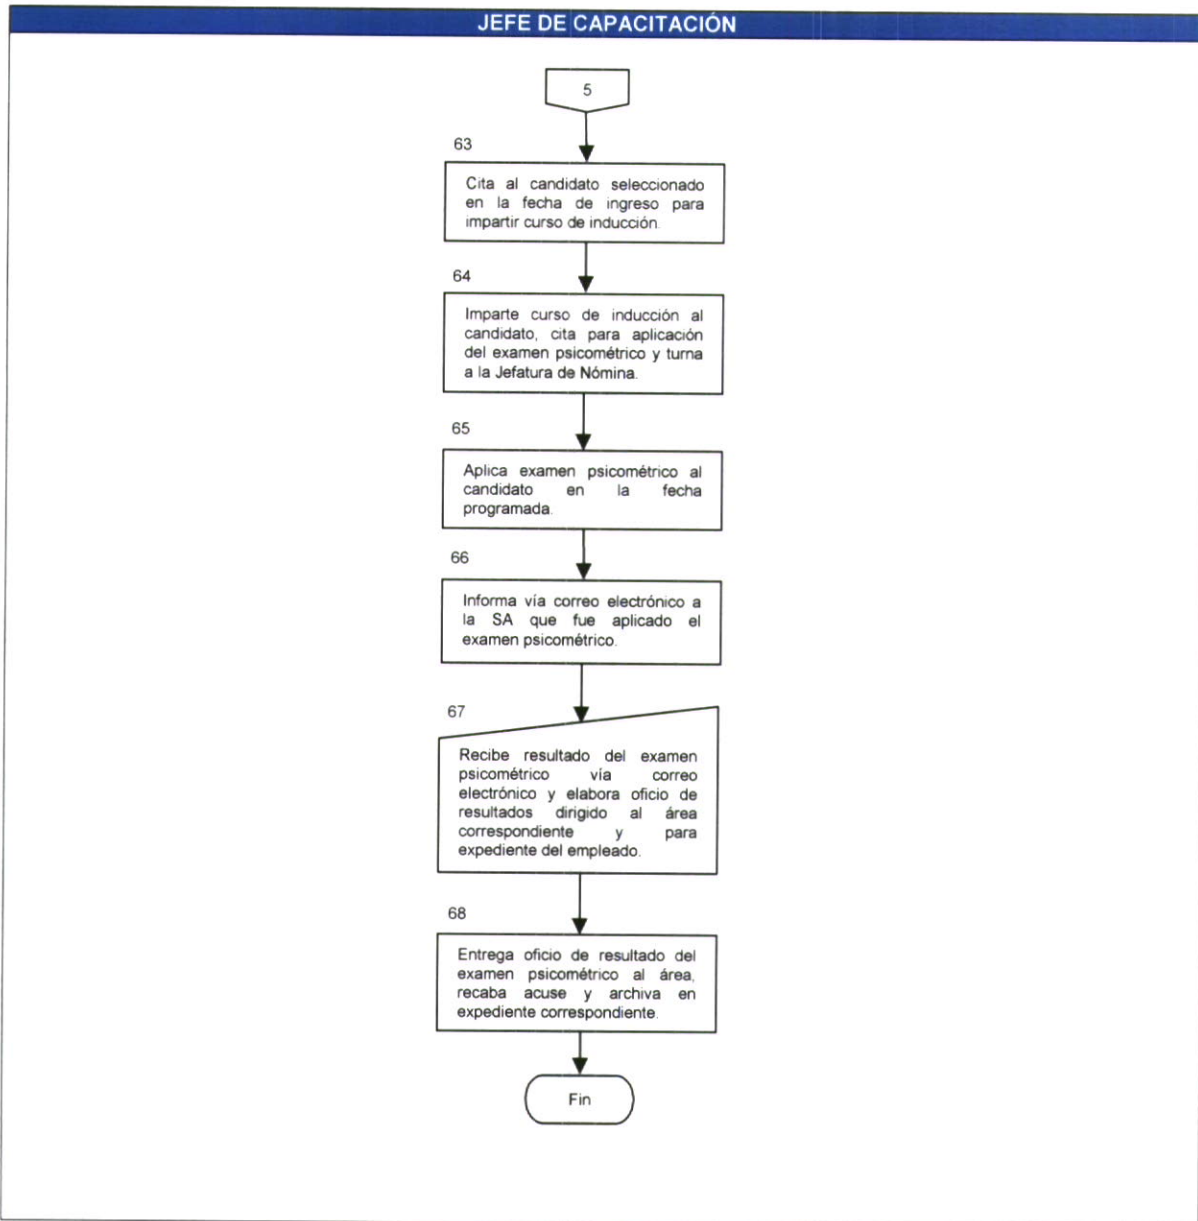 JEFE DE CAPACITACIÓN
5
63
Cita al candidato seleccionado
en la fecha de ingreso para
impartir curso de inducción.
64
Imparte curso de inducción al
candidato, cita para aplicación
del examen psicométrico y turna
a la Jefatura de Nómina.
65
Aplica examen psicométrico al
candidato en la fecha
programada.
66
Informa vía correo electrónico a
la SA que fue aplicado el
examen psicométrico.
67
Recibe resultado del examen
psicométrico vía correo
electrónico y elabora oficio de
resultados dirigido al área
correspondiente y para
expediente del empleado.
68
Entrega oficio de resultado del
examen psicométrico al área,
recaba acuse y archiva en
expediente correspondiente.
Fin